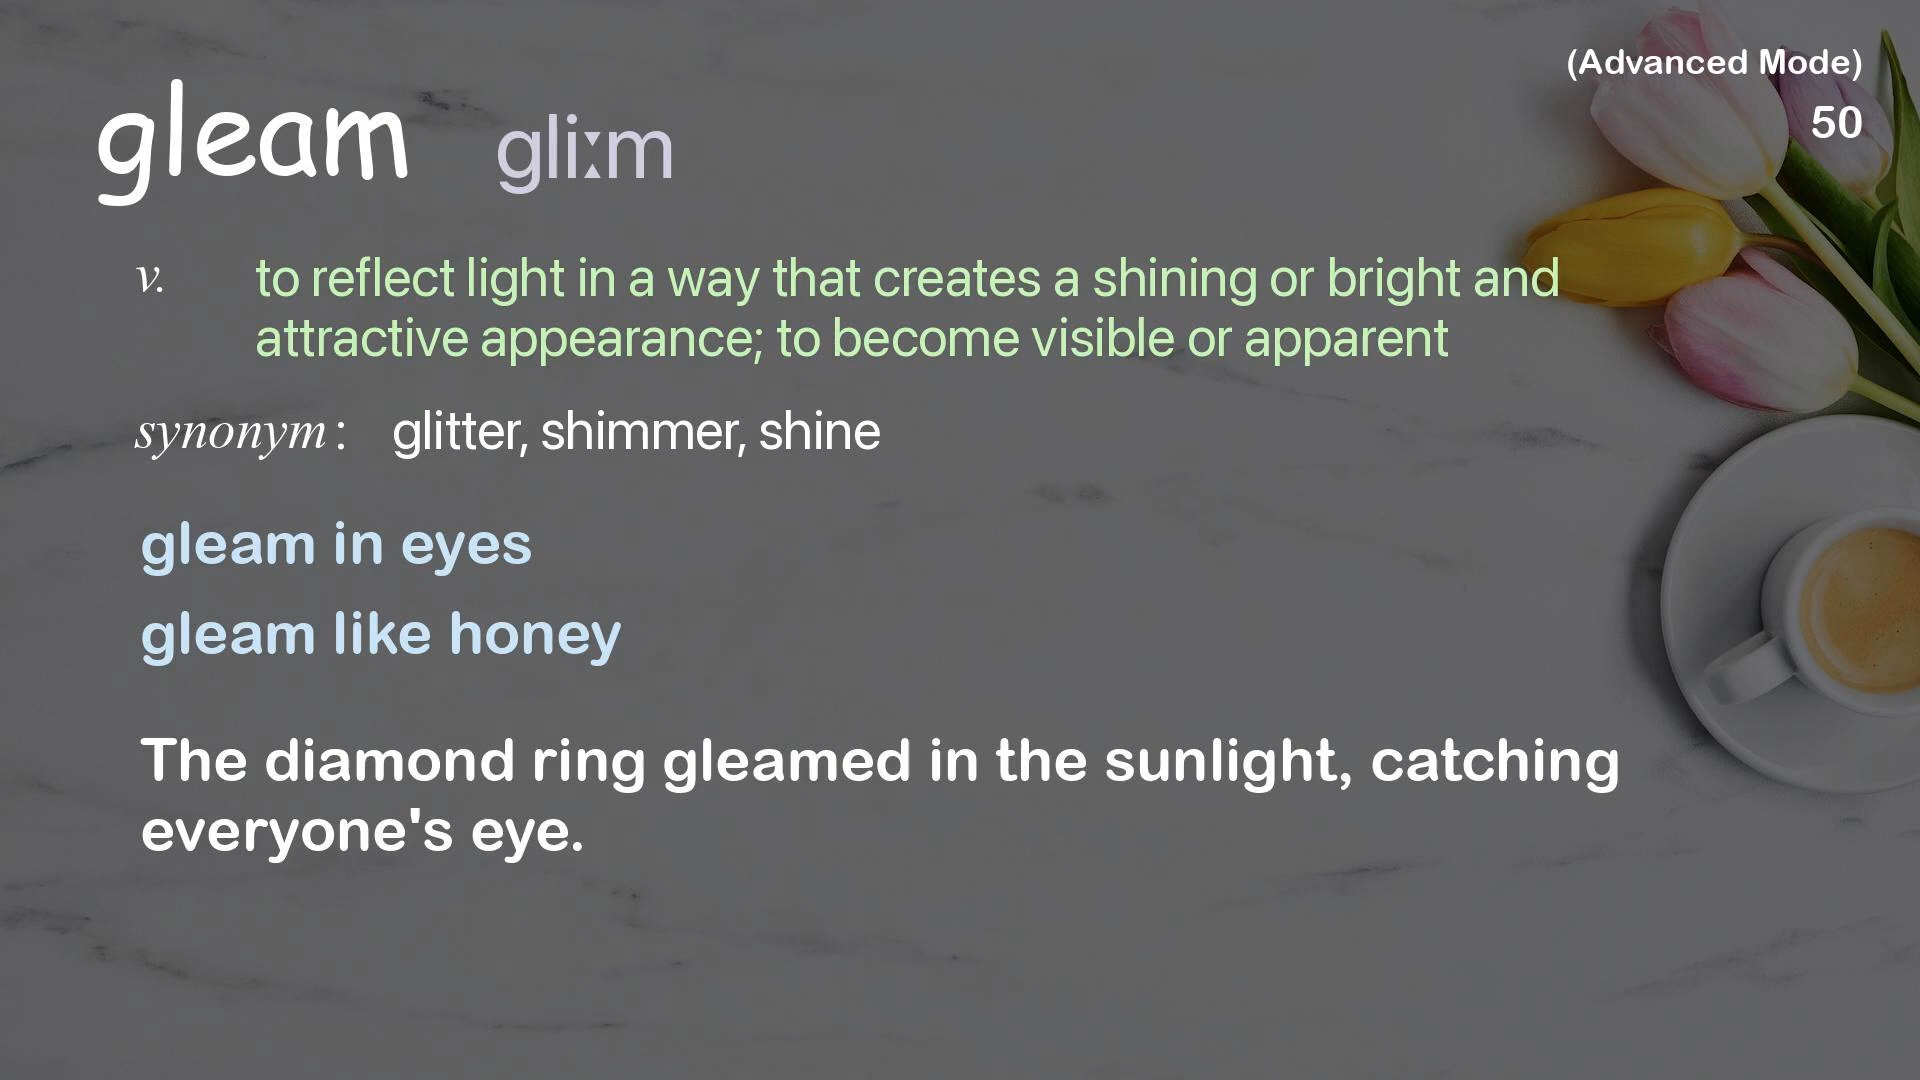 (Advanced Mode)
50
gleam gliːm
v. to reflect light in a way that creates a shining or bright and
attractive appearance; to become visible or apparent
synonym: glitter, shimmer, shine
gleam in eyes
gleam like honey
The diamond ring gleamed in the sunlight, catching
everyone's eye.